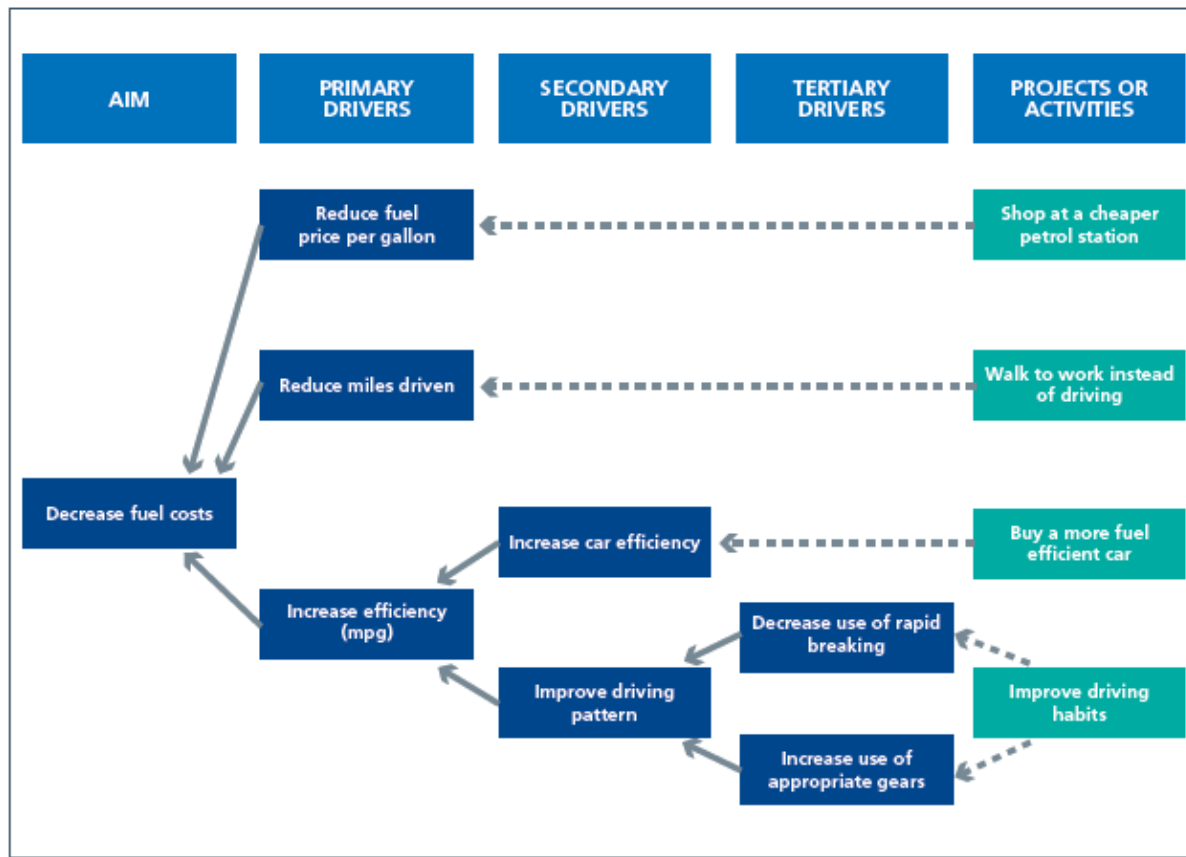 AIM
PRIMARY
DRIVERS
SECONDARY
DRIVERS
TERTIARY
DRIVERS
PROJECTS OR
ACTIVITIES
Reduce fuel
price per gallon
Shop at a cheaper
petrol station
Reduce miles driven
Walk to work instead
of driving
Decrease fuel costs
Increase car efficiency
Buy a more fuel
efficient car
Increase efficiency
(mpg)
Decrease use of rapid
breaking
Improve driving
pattern
Improve driving
habits
Increase use of
appropriate gears